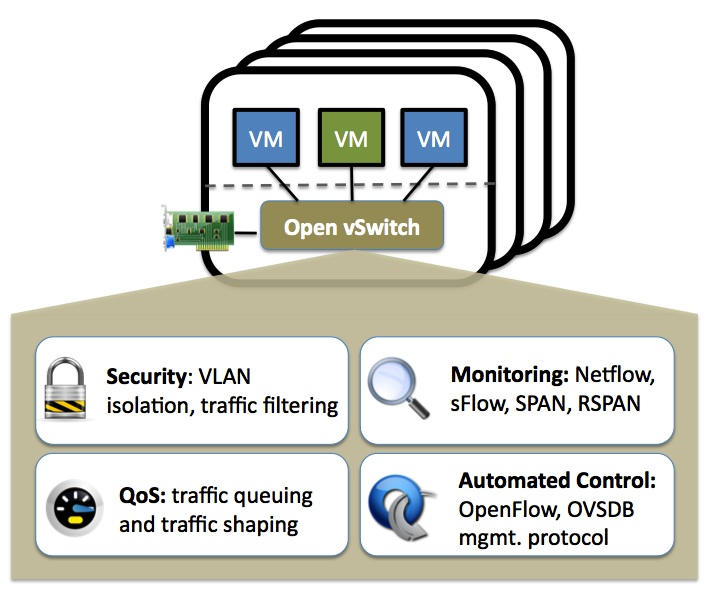 VM VM VM
Open vSwitch
Security: VLAN
isolation, traffic filtering
Monitoring: Netflow,
sFlow, SPAN, RSPAN
QoS: traffic queuing
and traffic shaping
Automated Control:
OpenFlow, OVSDB
mgmt. protocol